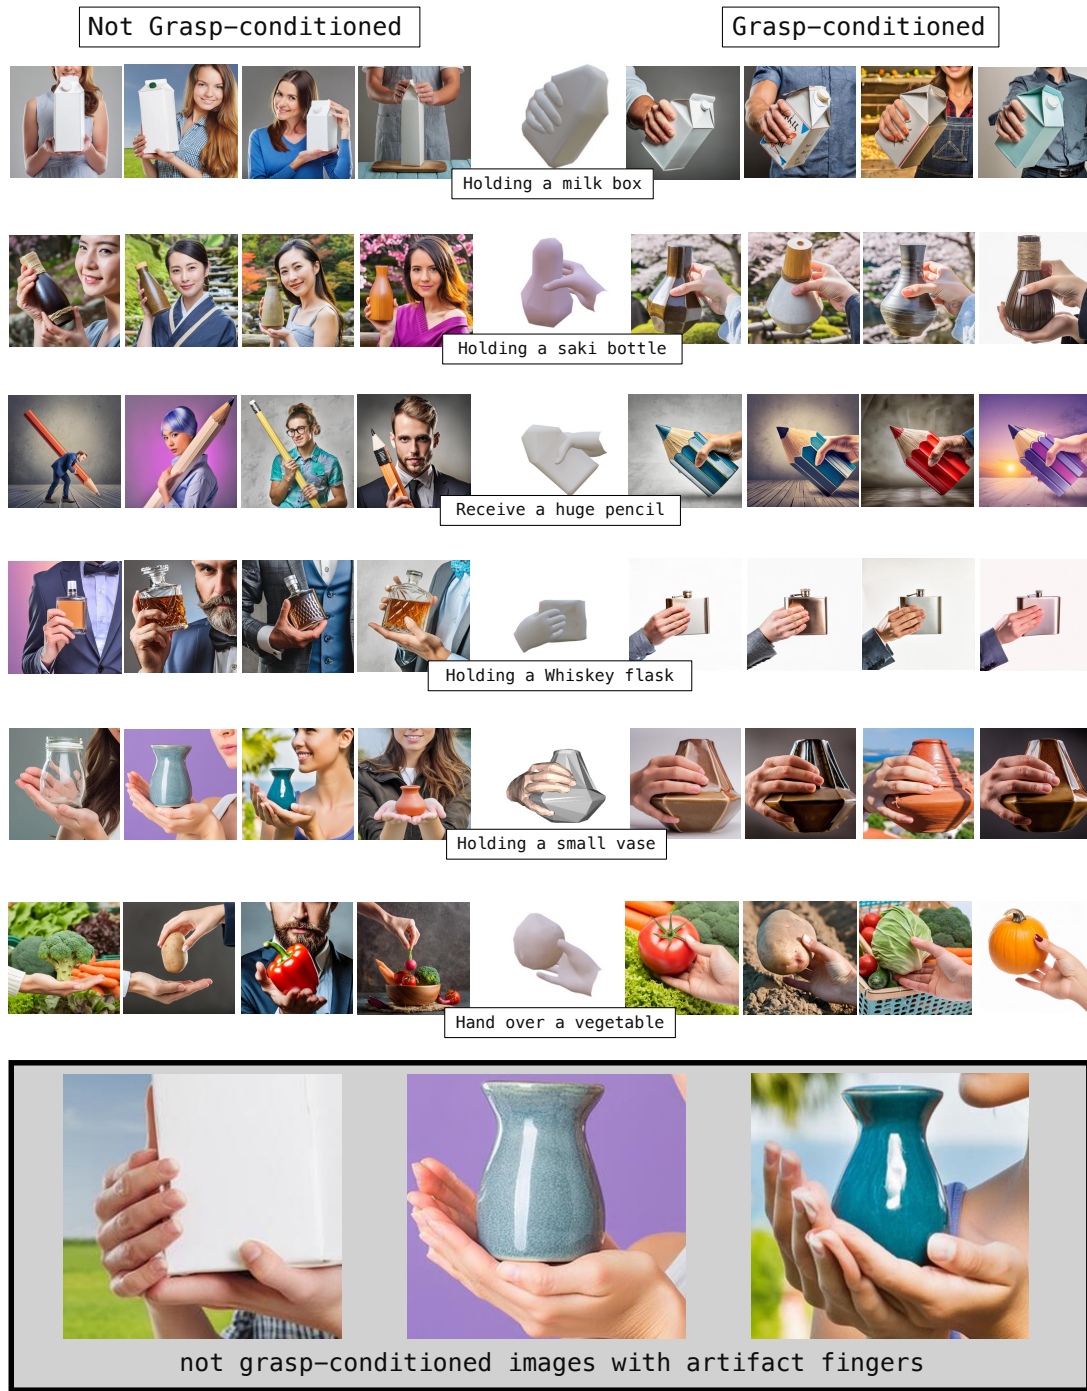 Not Grasp-conditioned
Grasp-conditioned
Holding a milk box
Holding a saki bottle
Receive a huge pencil
Holding a Whiskey flask
Holding a small vase
Hand over a vegetable
not grasp-conditioned images with artifact fingers